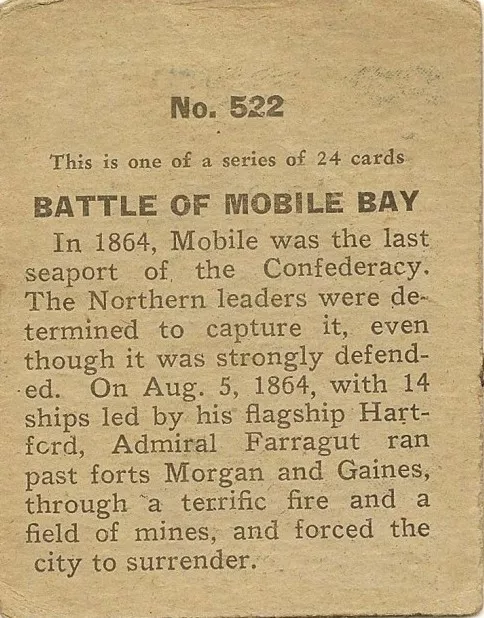 No. 522
This is one of a series of 24 cards
BATTLE OF MOBILE BAY
In 1864, Mobile was the last
seaport of the Confederacy.
The Northern leaders were de-
termined to capture it, even
though it was strongly defend-
ed. On Aug. 5, 1864, with 14
ships led by his flagship Hart-
ford, Admiral Farragut ran
past forts Morgan and Gaines,
through a terrific fire and a
field of mines, and forced the
city to surrender.